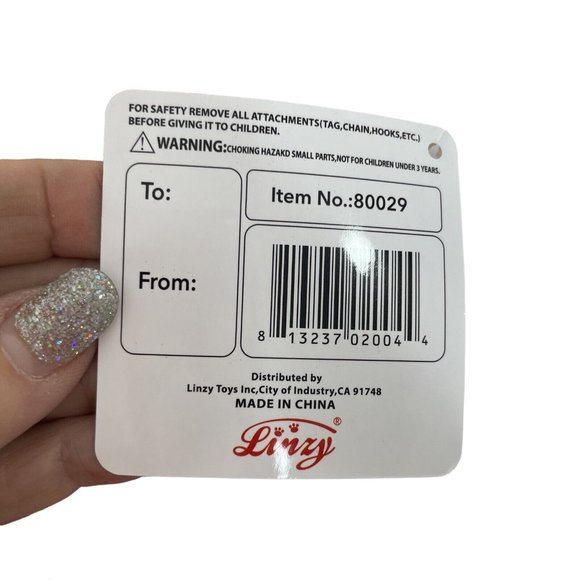 FOR SAFETY REMOVE ALL ATTACHMENTS(TAG,CHAIN,HOOKS,ETC.)
BEFORE GIVING IT TO CHILDREN.
WARNING:CHOKING HAZAKD SMALL PARTS,NOT FOR CHILDREN UNDER 3 YEARS.
To:
Item No.:80029
From:
8 13237 02004 4
Distributed by
Linzy Toys Inc,City of Industry,CA 91748
MADE IN CHINA
Linzy®